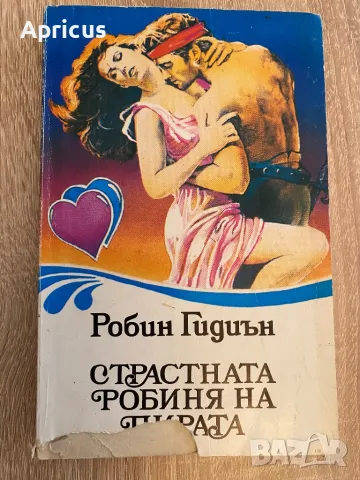 Apricus
Робин Гидиън
СТРАСТНАТА
РОБИНЯ НА
ПИРАТА
BAZAR